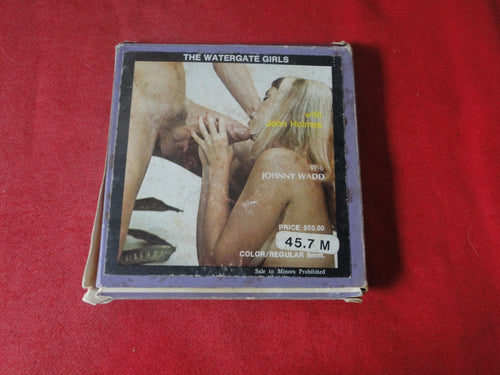 THE WATERGATE GIRLS
with
John Holmes
W-6
JOHNNY WADD
PRICE $50.00
45.7 M
COLOR/REGULAR 8mm.
Sale to Minors Prohibited